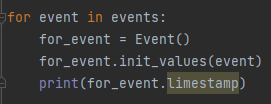 for event in events:
    for_event = Event()
    for_event.init_values(event)
    print(for_event.limestamp)